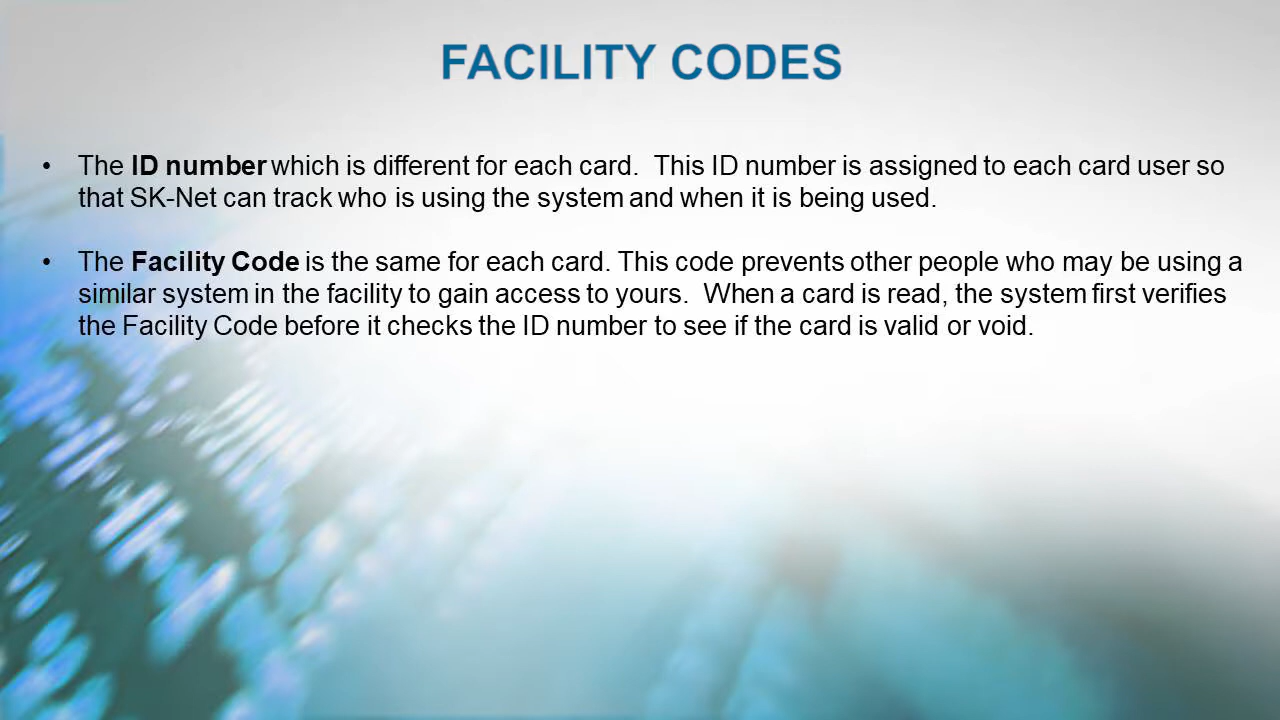 FACILITY CODES
• The ID number which is different for each card.  This ID number is assigned to each card user so
that SK-Net can track who is using the system and when it is being used.
• The Facility Code is the same for each card. This code prevents other people who may be using a
similar system in the facility to gain access to yours.  When a card is read, the system first verifies
the Facility Code before it checks the ID number to see if the card is valid or void.